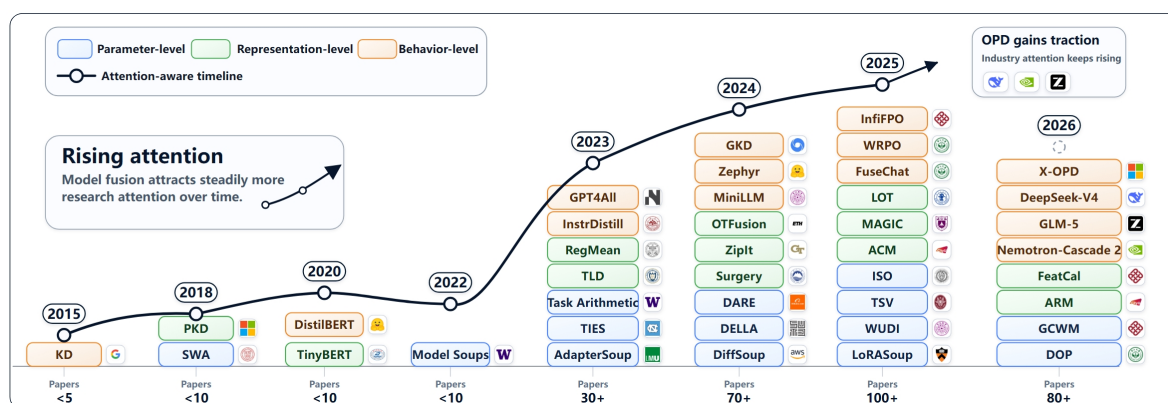 Parameter-level
Representation-level
Behavior-level
Attention-aware timeline
Rising attention
Model fusion attracts steadily more
research attention over time.
OPD gains traction
Industry attention keeps rising
2015
KD
Papers
<5
2018
PKD
SWA
Papers
<10
2020
DistilBERT
TinyBERT
Papers
<10
2022
Model Soups
Papers
<10
2023
GPT4All
InstrDistill
RegMean
TLD
Task Arithmetic
TIES
AdapterSoup
Papers
30+
2024
GKD
Zephyr
MiniLLM
OTFusion
ETH
ZipIt
Surgery
DARE
DELLA
DiffSoup
aws
Papers
70+
2025
InfiFPO
WRPO
FuseChat
LOT
MAGIC
ACM
ISO
TSV
WUDI
LoRASoup
Papers
100+
2026
X-OPD
DeepSeek-V4
GLM-5
Nemotron-Cascade 2
FeatCal
ARM
GCWM
DOP
Papers
80+